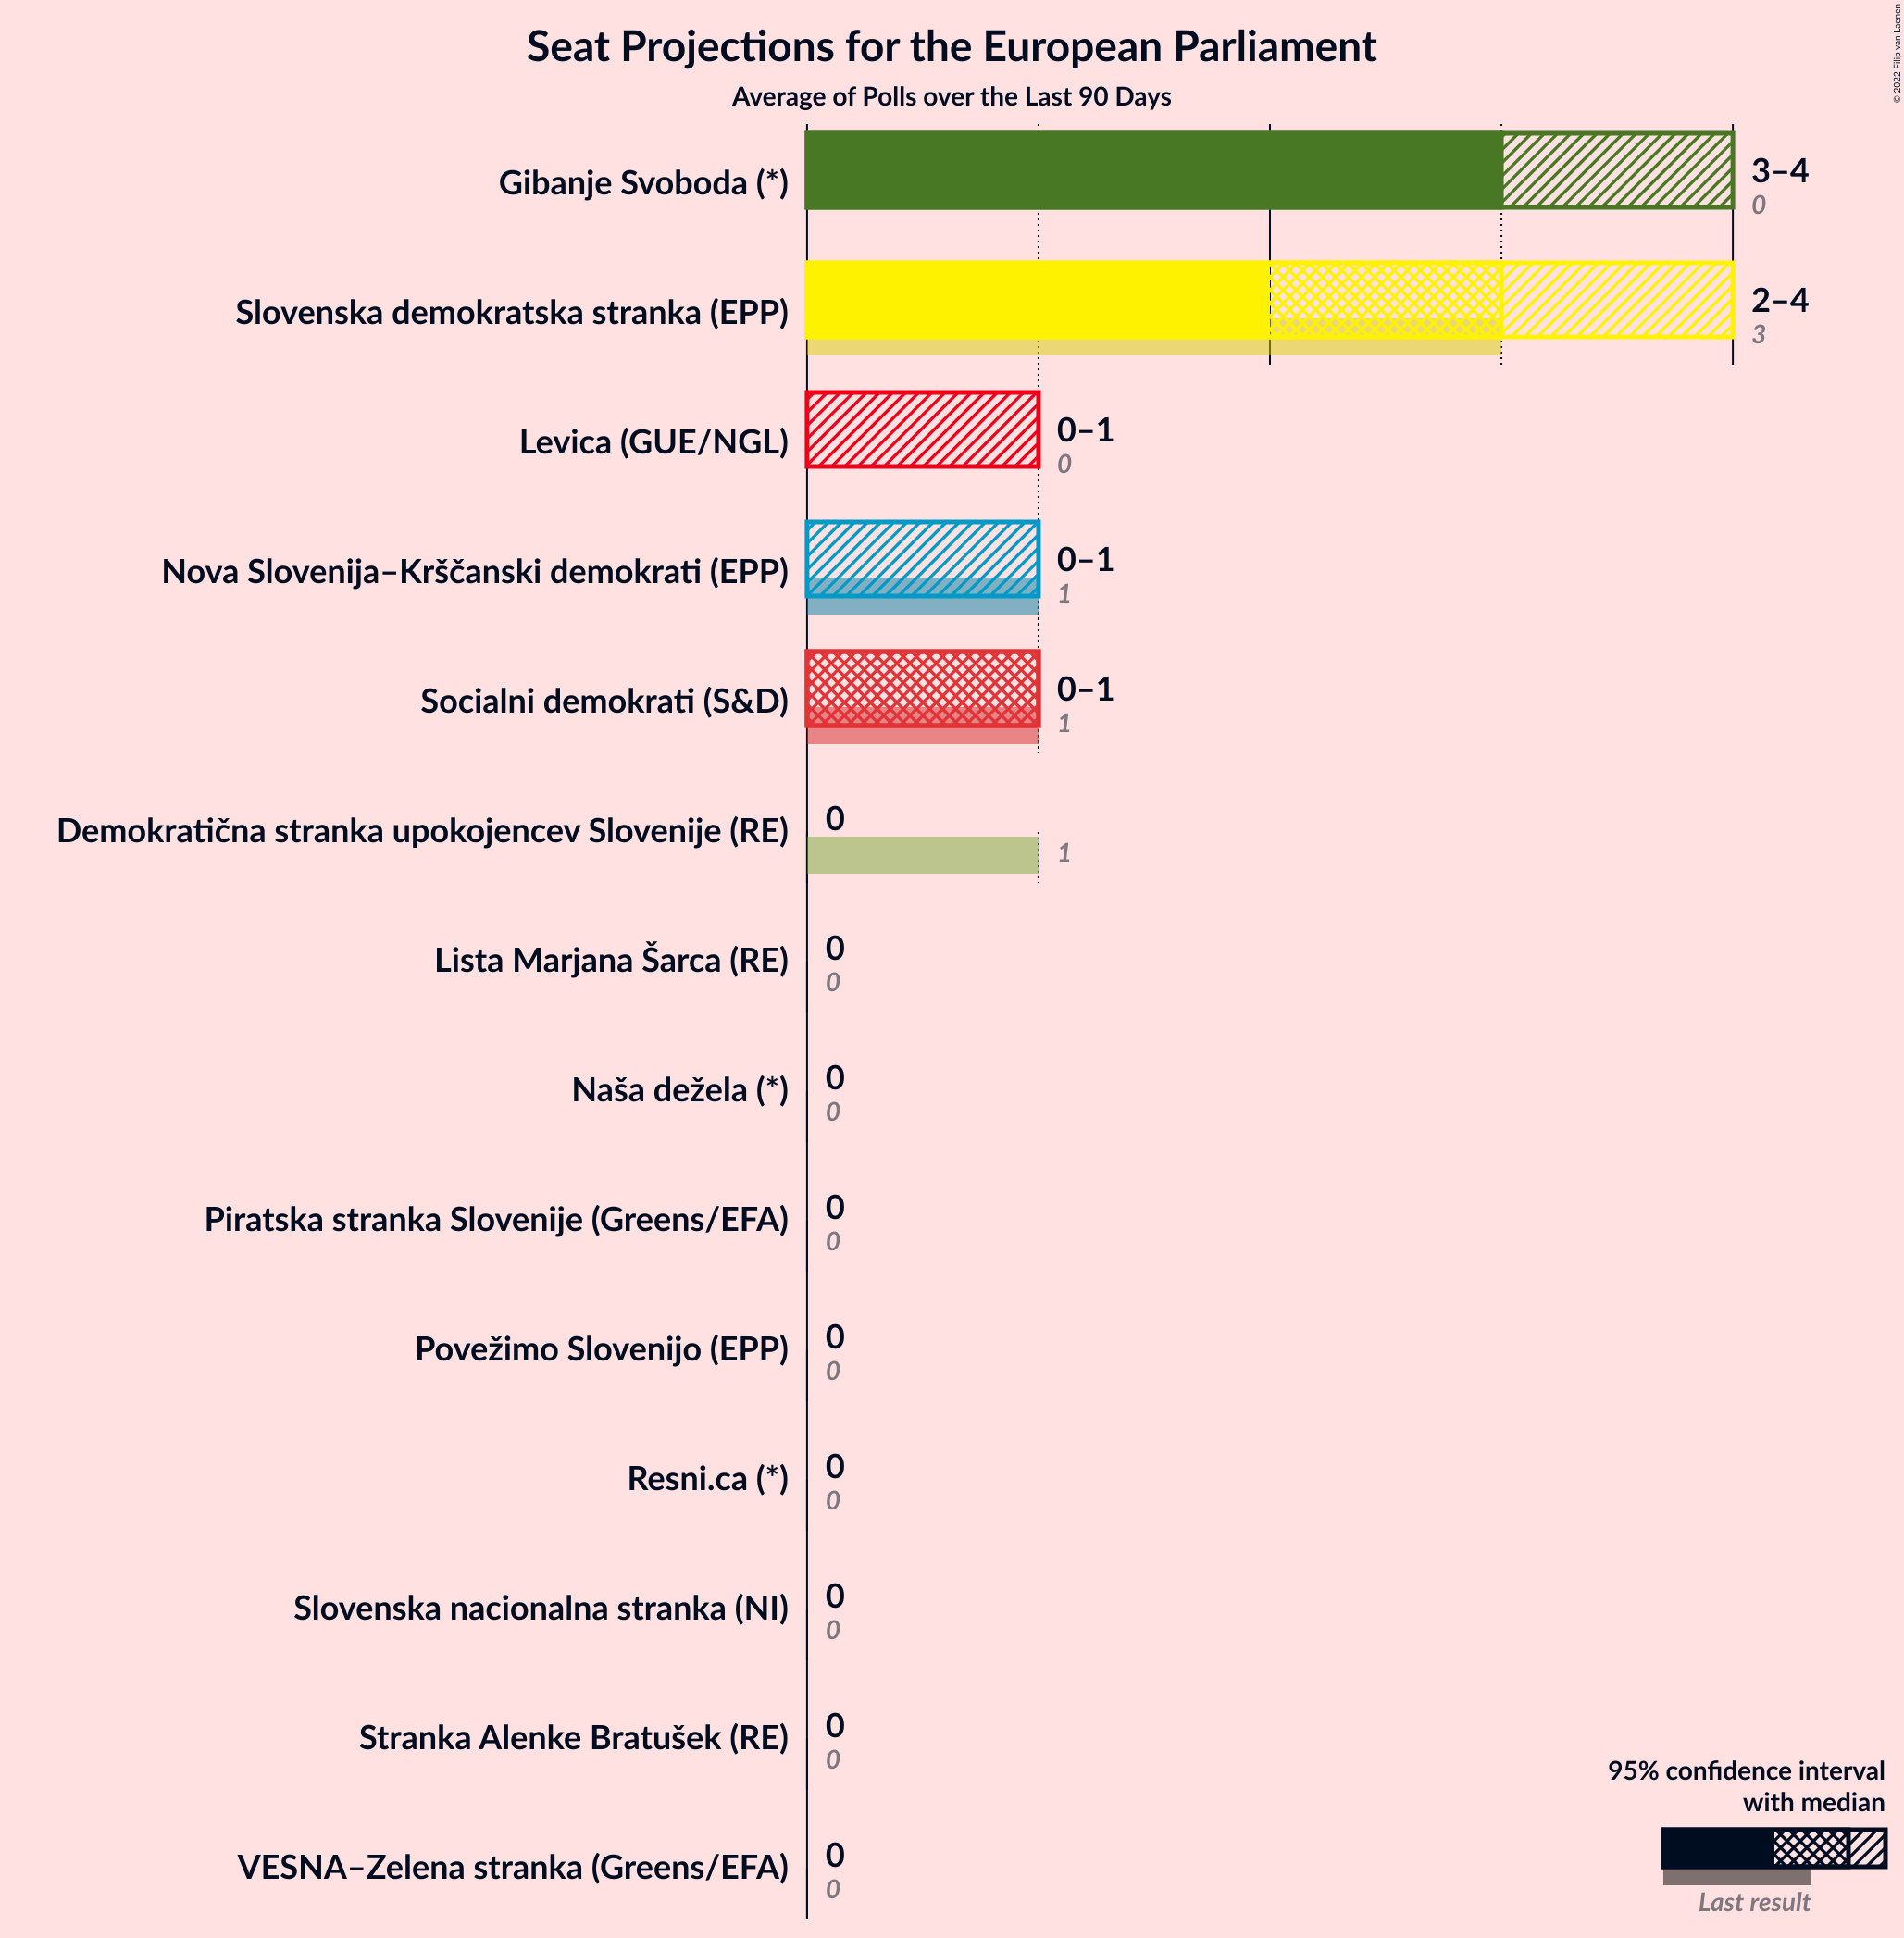 Seat Projections for the European Parliament
Average of Polls over the Last 90 Days
© 2022 Filip van Laenen
Gibanje Svoboda (*)
3–4
0
Slovenska demokratska stranka (EPP)
2–4
3
Levica (GUE/NGL)
0–1
0
Nova Slovenija–Krščanski demokrati (EPP)
0–1
1
Socialni demokrati (S&D)
0–1
1
Demokratična stranka upokojencev Slovenije (RE)
0
1
Lista Marjana Šarca (RE)
0
0
Naša dežela (*)
0
0
Piratska stranka Slovenije (Greens/EFA)
0
0
Povežimo Slovenijo (EPP)
0
0
Resni.ca (*)
0
0
Slovenska nacionalna stranka (NI)
0
0
Stranka Alenke Bratušek (RE)
0
0
VESNA–Zelena stranka (Greens/EFA)
0
0
95% confidence interval
with median
Last result